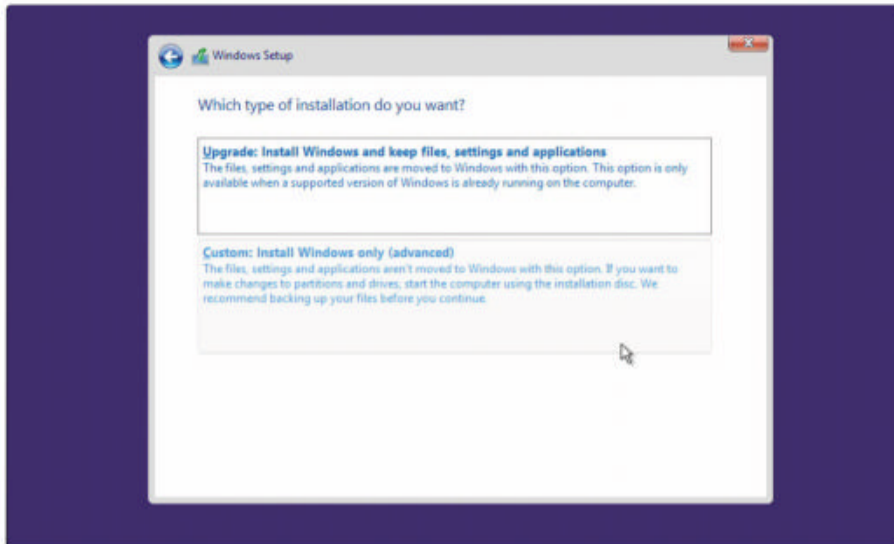 Windows Setup
Which type of installation do you want?
Upgrade: Install Windows and keep files, settings and applications
The files, settings and applications are moved to Windows with this option. This option is only
available when a supported version of Windows is already running on the computer.
Custom: Install Windows only (advanced)
The files, settings and applications aren't moved to Windows with this option. If you want to
make changes to partitions and drives, start the computer using the installation disc. We
recommend backing up your files before you continue.